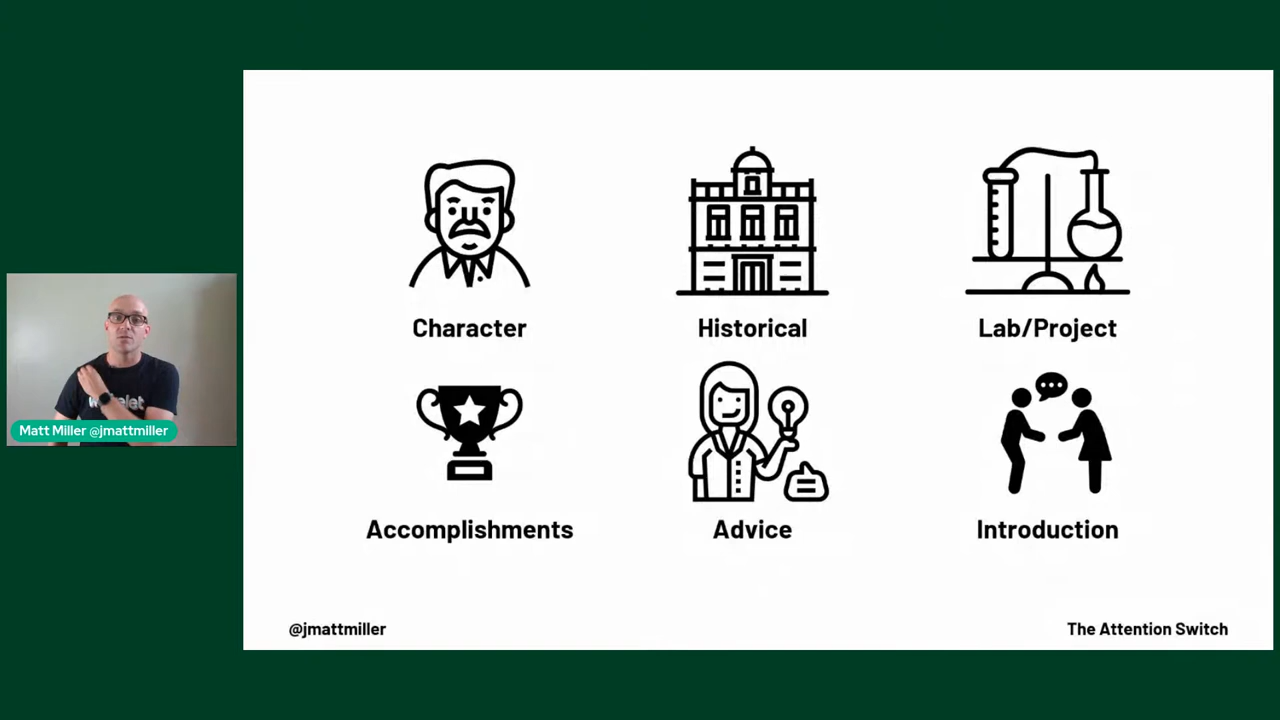 Character
Historical
Lab/Project
Accomplishments
Advice
Introduction
@jmattmiller
The Attention Switch
Matt Miller @jmattmiller